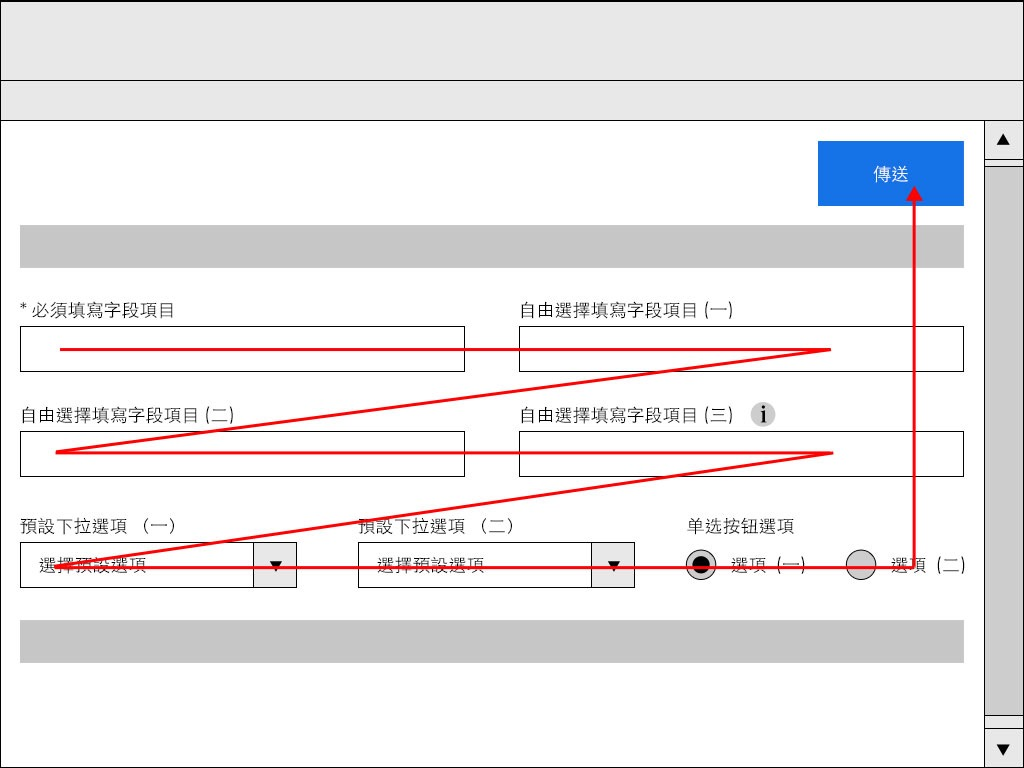 傳送
* 必須填寫字段項目
自由選擇填寫字段項目 (一)
自由選擇填寫字段項目 (二)
自由選擇填寫字段項目 (三) i
預設下拉選項 （一）
預設下拉選項 （二）
单选按钮選項
選擇預設選項
選擇預設選項
選項 (一)
選項 (二)